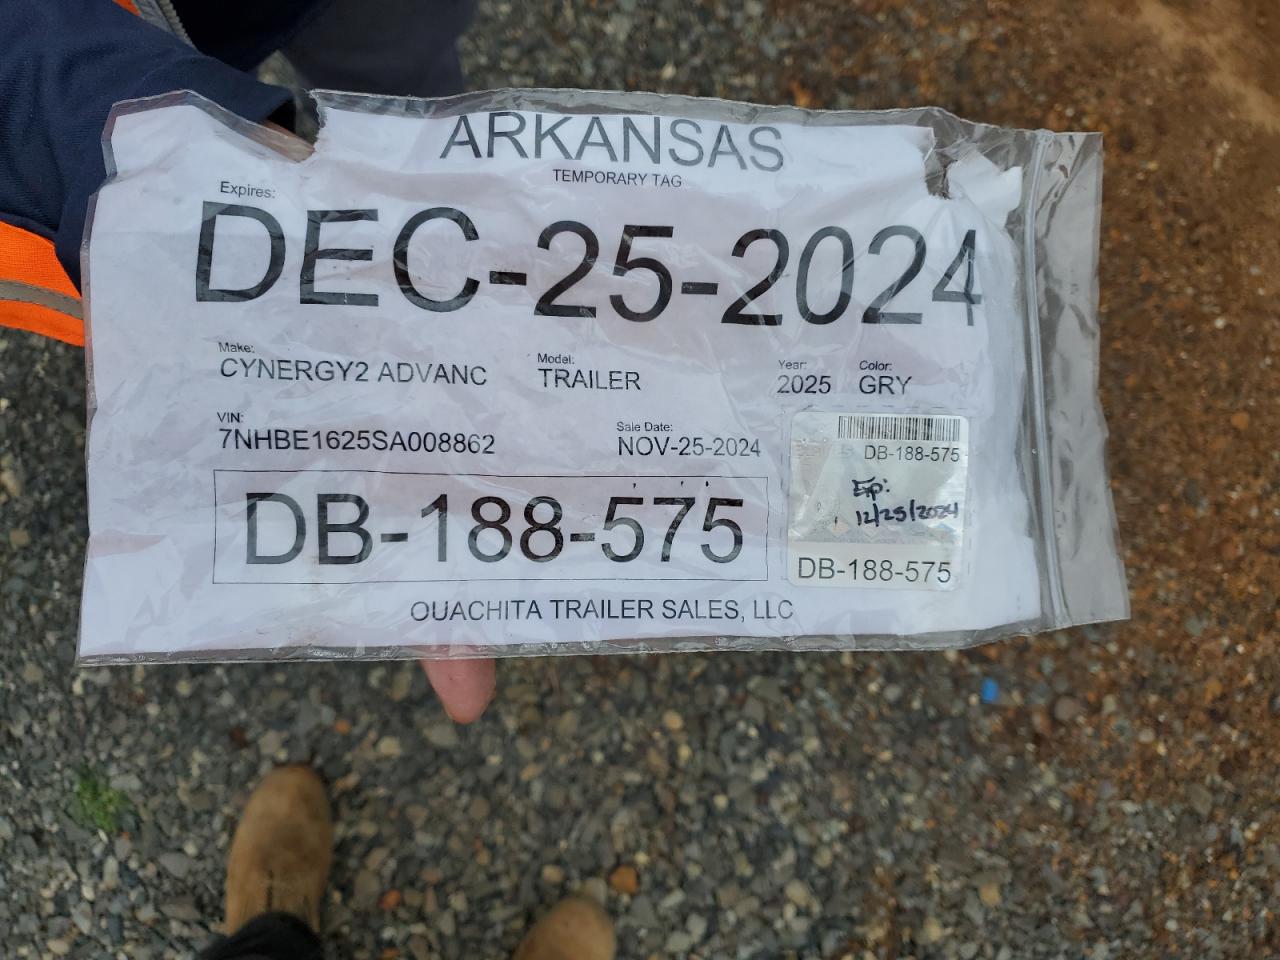 ARKANSAS
TEMPORARY TAG
Expires:
DEC-25-2024
Make: Model: Year: Color:
CYNERGY2 ADVANC TRAILER 2025 GRY
VIN: Sale Date:
7NHBE1625SA008862 NOV-25-2024
DB-188-575
DB-188-575
Exp:
12/25/2024
DB-188-575
OUACHITA TRAILER SALES, LLC